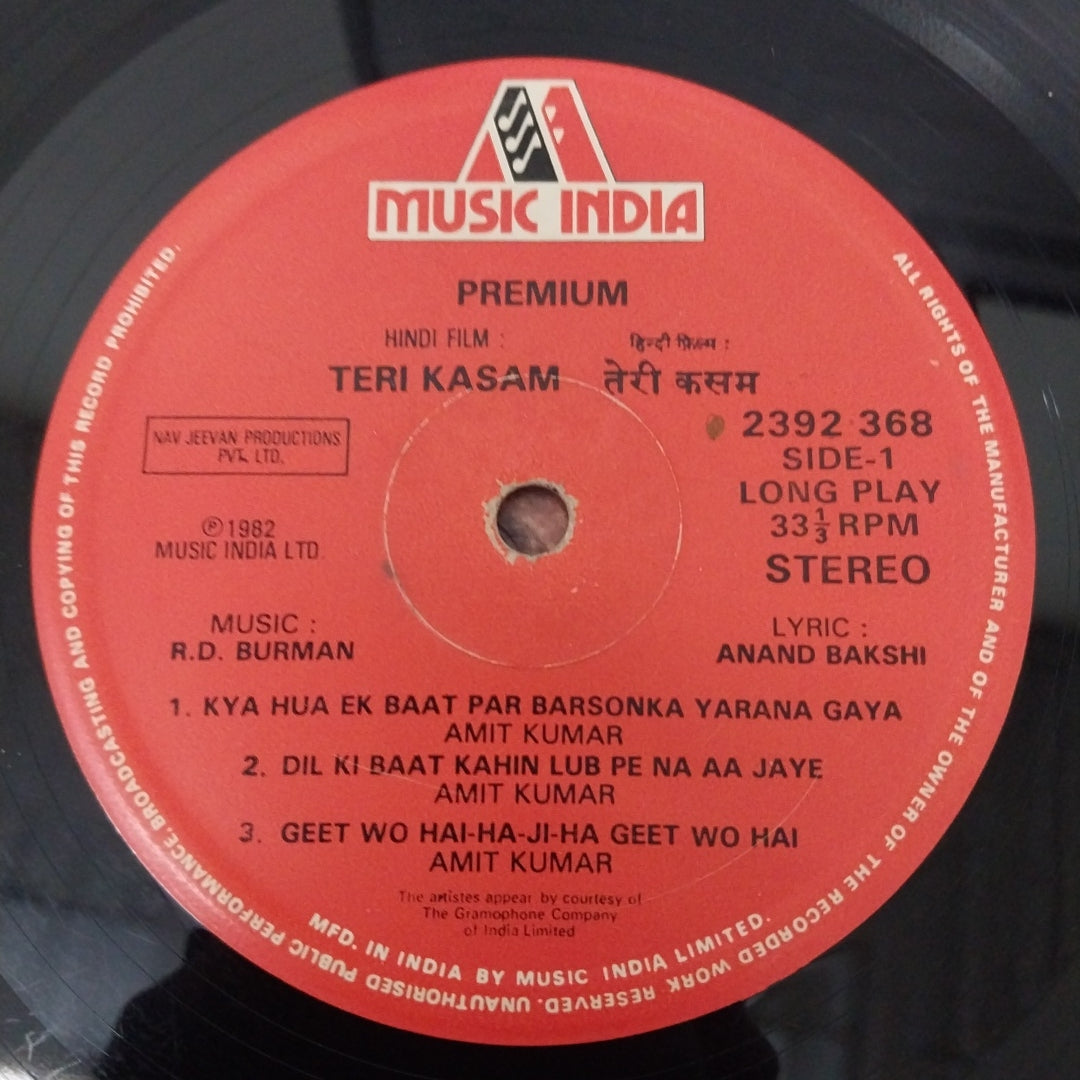 MUSIC INDIA
PREMIUM
HINDI FILM :
हिन्दी फ़िल्म :
TERI KASAM
तेरी कसम
NAV JEEVAN PRODUCTIONS
PVT. LTD.
2392 368
SIDE-1
LONG PLAY
33 1/3 RPM
STEREO
℗ 1982
MUSIC INDIA LTD.
MUSIC :
R.D. BURMAN
LYRIC :
ANAND BAKSHI
1. KYA HUA EK BAAT PAR BARSONKA YARANA GAYA
AMIT KUMAR
2. DIL KI BAAT KAHIN LUB PE NA AA JAYE
AMIT KUMAR
3. GEET WO HAI-HA-JI-HA GEET WO HAI
AMIT KUMAR
The artistes appear by courtesy of
The Gramophone Company
of India Limited
MFD. IN INDIA BY MUSIC INDIA LIMITED.
ALL RIGHTS OF THE MANUFACTURER AND OF THE OWNER OF THE RECORDED WORK RESERVED. UNAUTHORISED PUBLIC PERFORMANCE, BROADCASTING AND COPYING OF THIS RECORD PROHIBITED.